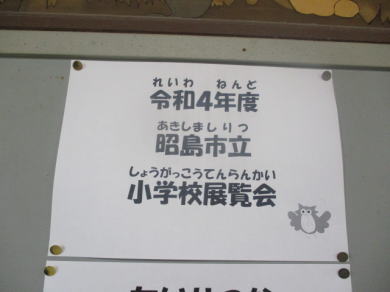 れいわ ねんど
令和4年度
あきしましりつ
昭島市立
しょうがっこうてんらんかい
小学校展覧会